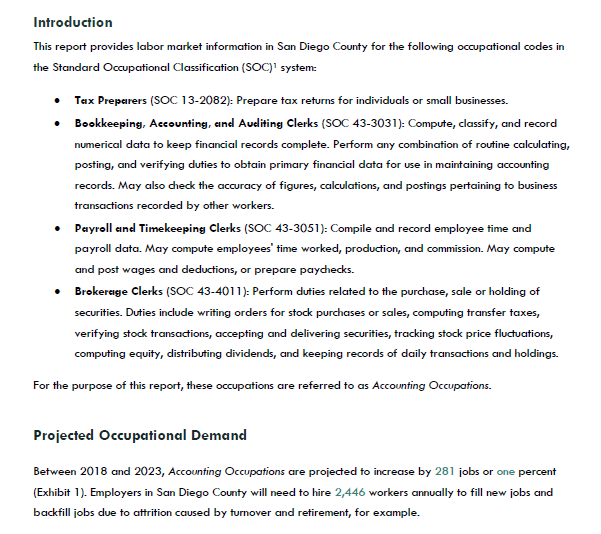 Introduction
This report provides labor market information in San Diego County for the following occupational codes in
the Standard Occupational Classification (SOC)¹ system:
• Tax Preparers (SOC 13-2082): Prepare tax returns for individuals or small businesses.
• Bookkeeping, Accounting, and Auditing Clerks (SOC 43-3031): Compute, classify, and record
numerical data to keep financial records complete. Perform any combination of routine calculating,
posting, and verifying duties to obtain primary financial data for use in maintaining accounting
records. May also check the accuracy of figures, calculations, and postings pertaining to business
transactions recorded by other workers.
• Payroll and Timekeeping Clerks (SOC 43-3051): Compile and record employee time and
payroll data. May compute employees' time worked, production, and commission. May compute
and post wages and deductions, or prepare paychecks.
• Brokerage Clerks (SOC 43-4011): Perform duties related to the purchase, sale or holding of
securities. Duties include writing orders for stock purchases or sales, computing transfer taxes,
verifying stock transactions, accepting and delivering securities, tracking stock price fluctuations,
computing equity, distributing dividends, and keeping records of daily transactions and holdings.
For the purpose of this report, these occupations are referred to as Accounting Occupations.
Projected Occupational Demand
Between 2018 and 2023, Accounting Occupations are projected to increase by 281 jobs or one percent
(Exhibit 1). Employers in San Diego County will need to hire 2,446 workers annually to fill new jobs and
backfill jobs due to attrition caused by turnover and retirement, for example.